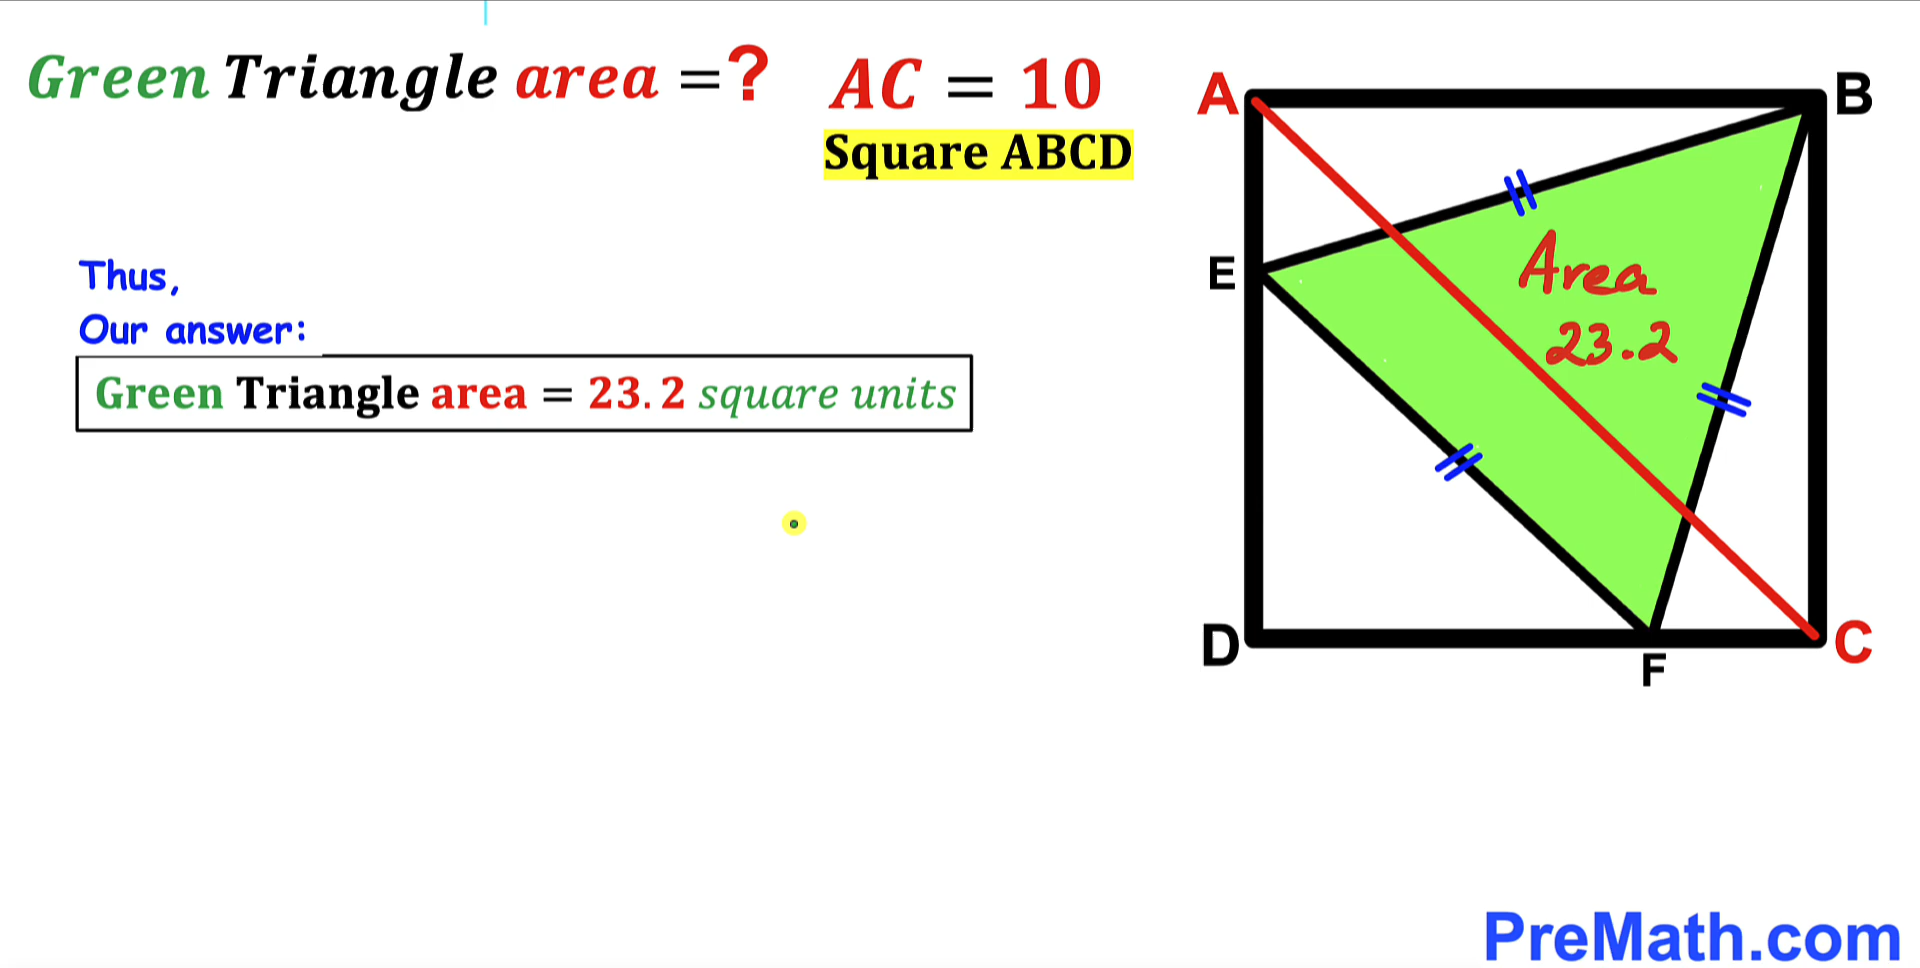 Green Triangle area =? AC = 10
Square ABCD
Thus,
Our answer:
Green Triangle area = 23.2 square units
A
B
E
Area
23.2
D
C
F
PreMath.com